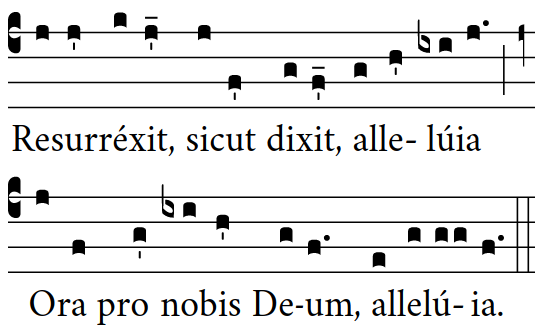 Resurréxit, sicut dixit, alle- lúia
Ora pro nobis De-um, allelú- ia.